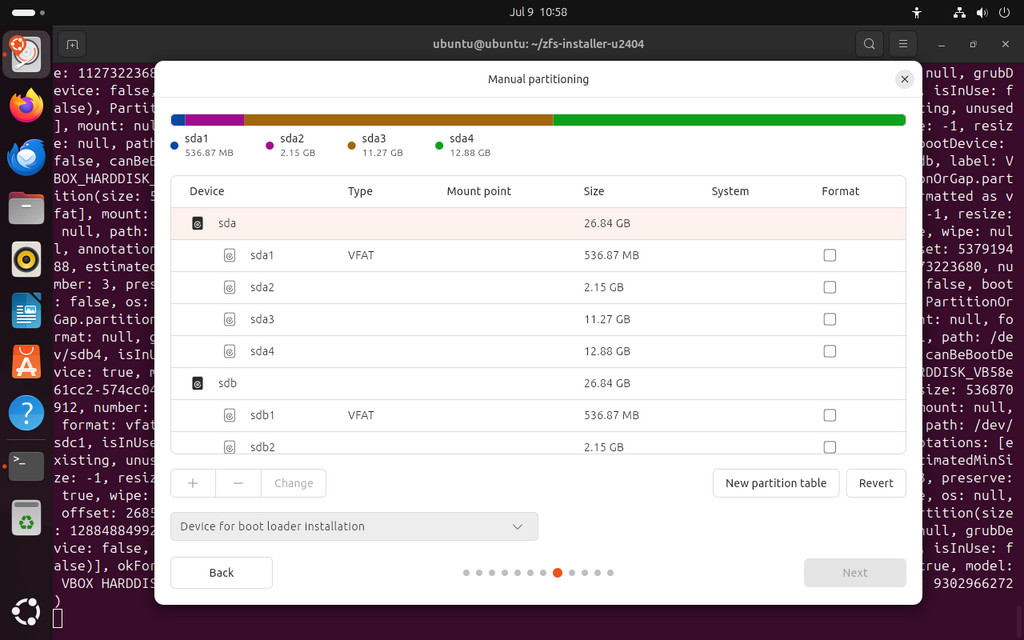 Jul 9 10:58
ubuntu@ubuntu: ~/zfs-installer-u2404
Manual partitioning
sda1
536.87 MB
sda2
2.15 GB
sda3
11.27 GB
sda4
12.88 GB
Device Type Mount point Size System Format
sda 26.84 GB
sda1 VFAT 536.87 MB
sda2 2.15 GB
sda3 11.27 GB
sda4 12.88 GB
sdb 26.84 GB
sdb1 VFAT 536.87 MB
sdb2 2.15 GB
Change
New partition table
Revert
Device for boot loader installation
Back
Next
e: 1127322368 null, grubD
evice: false, isInUse: f
alse), Partit ting, unused
], mount: nul : -1, resiz
e: null, path bootDevice:
false, canBeB db, label: V
BOX_HARDDISK_ onOrGap.part
ition(size: 5 rmatted as v
fat], mount: -1, resize:
null, path: , wipe: nul
l, annotation set: 5379194
88, estimated 73223680, nu
mber: 3, pres false, boot
: false, os: PartitionOr
Gap.partition nt: null, fo
rmat: null, g , path: /de
v/sdb4, isInU canBeBootDe
vice: true, m RDDISK_VB58e
61cc2-574cc04 size: 536870
912, number: mount: null,
format: vfat path: /dev/
sdc1, isInUse otations: [e
xisting, unus imatedMinSi
ze: -1, resiz 3, preserve:
true, wipe: e, os: null,
offset: 2685 rtition(size
: 12884884992 null, grubDe
vice: false, isInUse: f
alse)], okFor rue, model:
VBOX HARDDIS 9302966272
)